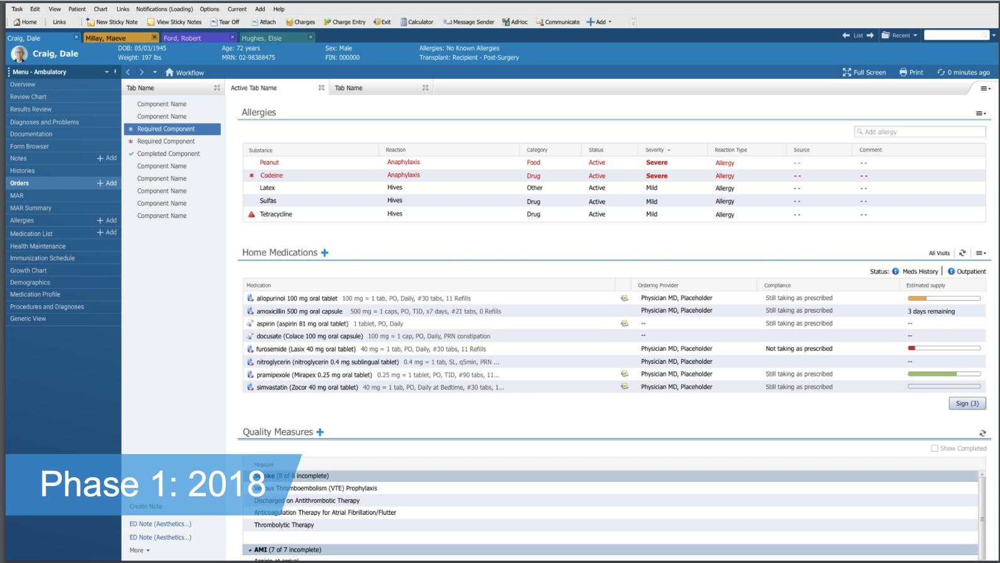 Task Edit View Patient Chart Links Notifications (Loading) Options Current Add Help
Home Links New Sticky Note View Sticky Notes Tear Off Attach Charges Charge Entry Exit Calculator Message Sender AdHoc Communicate Add
Craig, Dale Millay, Maeve Ford, Robert Hughes, Elsie List Recent
Craig, Dale
DOB: 05/03/1945 Age: 72 years Sex: Male Allergies: No Known Allergies
Weight: 197 lbs MRN: 02-98388475 FIN: 000000 Transplant: Recipient - Post-Surgery
Menu - Ambulatory Workflow Full Screen Print 0 minutes ago
Overview
Review Chart
Results Review
Diagnoses and Problems
Documentation
Form Browser
Notes + Add
Histories
Orders + Add
MAR
MAR Summary
Allergies + Add
Medication List + Add
Health Maintenance
Immunization Schedule
Growth Chart
Demographics
Medication Profile
Procedures and Diagnoses
Generic View
Tab Name Active Tab Name Tab Name
Component Name
Component Name
* Required Component
* Required Component
Completed Component
Component Name
Component Name
Component Name
Component Name
Component Name
Allergies
Add allergy
Substance Reaction Category Status Severity Reaction Type Source Comment
Peanut Anaphylaxis Food Active Severe Allergy - - - -
* Codeine Anaphylaxis Drug Active Severe Allergy - - - -
Latex Hives Other Active Mild Allergy - - - -
Sulfas Hives Drug Active Mild Allergy - - - -
Tetracycline Hives Drug Active Mild Allergy - - - -
Home Medications +
All Visits
Status: Meds History | Outpatient
Medication Ordering Provider Compliance Estimated supply
allopurinol 100 mg oral tablet 100 mg = 1 tab, PO, Daily, #30 tabs, 11 Refills Physician MD, Placeholder Still taking as prescribed
amoxicillin 500 mg oral capsule 500 mg = 1 caps, PO, TID, x7 days, #21 tabs, 0 Refills Physician MD, Placeholder Still taking as prescribed 3 days remaining
aspirin (aspirin 81 mg oral tablet) 1 tablet, PO, Daily -- Still taking as prescribed --
docusate (Colace 100 mg oral capsule) 100 mg = 1 cap, PO, Daily, PRN constipation -- --
furosemide (Lasix 40 mg oral tablet) 40 mg = 1 tab, PO, Daily, #30 tabs, 11 Refills Physician MD, Placeholder Not taking as prescribed
nitroglycerin (nitroglycerin 0.4 mg sublingual tablet) 0.4 mg = 1 tab, SL, q5min, PRN ... Physician MD, Placeholder --
pramipexole (Mirapex 0.25 mg oral tablet) 0.25 mg = 1 tablet, PO, TID, #90 tabs, 11... Physician MD, Placeholder Still taking as prescribed
simvastatin (Zocor 40 mg oral tablet) 40 mg = 1 tab, PO, Daily at Bedtime, #30 tabs, 1... Physician MD, Placeholder Still taking as prescribed
Sign (3)
Quality Measures +
Show Completed
Measure
Stroke (8 of 8 incomplete)
Venous Thromboembolism (VTE) Prophylaxis
Discharged on Antithrombotic Therapy
Anticoagulation Therapy for Atrial Fibrillation/Flutter
Thrombolytic Therapy
AMI (7 of 7 incomplete)
Aspirin at arrival
Phase 1: 2018
Create Note
ED Note (Aesthetics...)
ED Note (Aesthetics...)
More